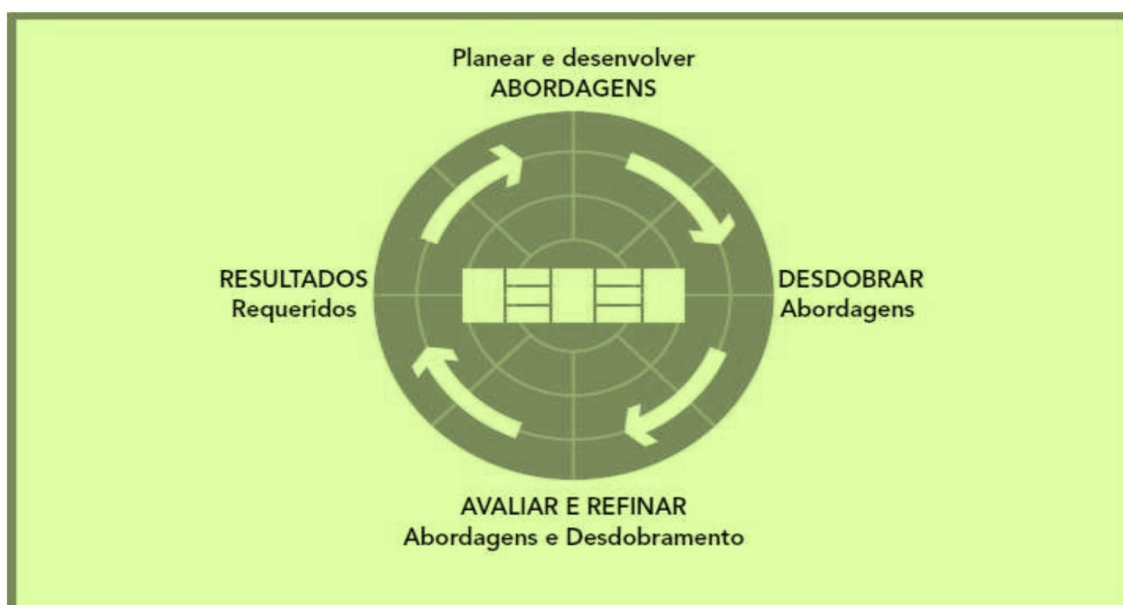 Planear e desenvolver
ABORDAGENS
RESULTADOS
Requeridos
DESDOBRAR
Abordagens
AVALIAR E REFINAR
Abordagens e Desdobramento